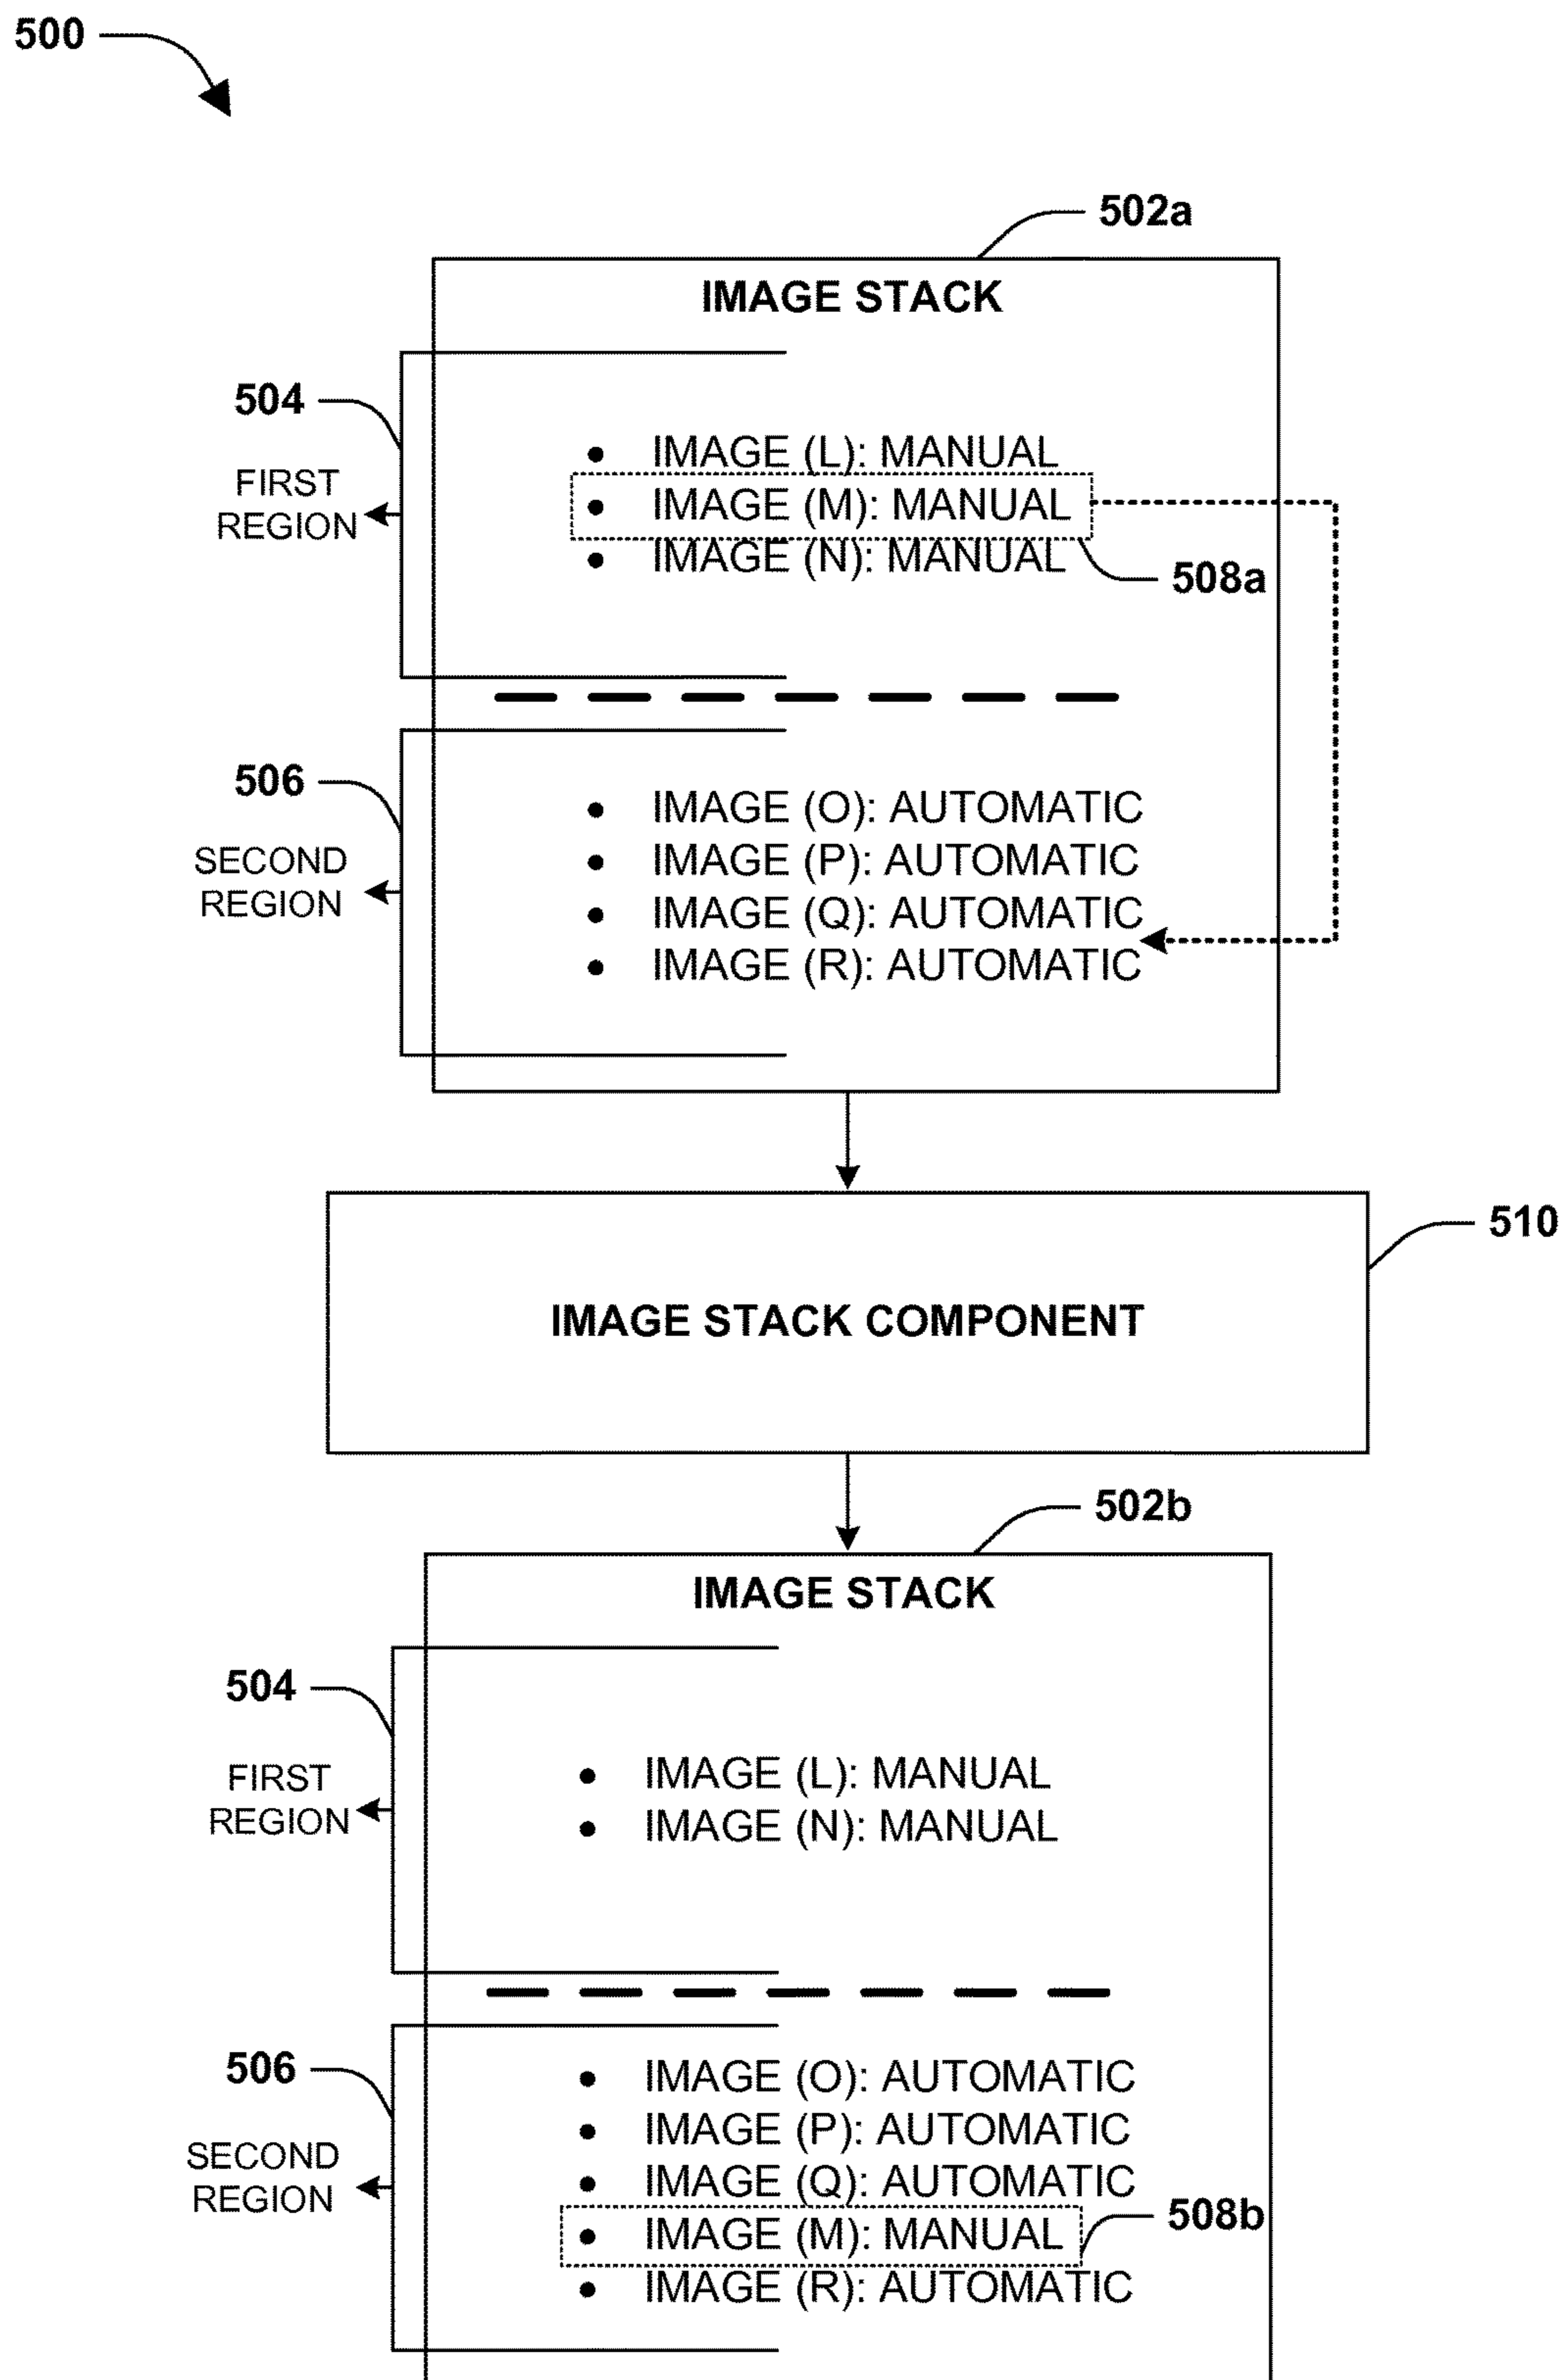 500
502a
IMAGE STACK
504
FIRST
REGION
• IMAGE (L): MANUAL
• IMAGE (M): MANUAL
• IMAGE (N): MANUAL
508a
506
SECOND
REGION
• IMAGE (O): AUTOMATIC
• IMAGE (P): AUTOMATIC
• IMAGE (Q): AUTOMATIC
• IMAGE (R): AUTOMATIC
510
IMAGE STACK COMPONENT
502b
IMAGE STACK
504
FIRST
REGION
• IMAGE (L): MANUAL
• IMAGE (N): MANUAL
506
SECOND
REGION
• IMAGE (O): AUTOMATIC
• IMAGE (P): AUTOMATIC
• IMAGE (Q): AUTOMATIC
• IMAGE (M): MANUAL
508b
• IMAGE (R): AUTOMATIC